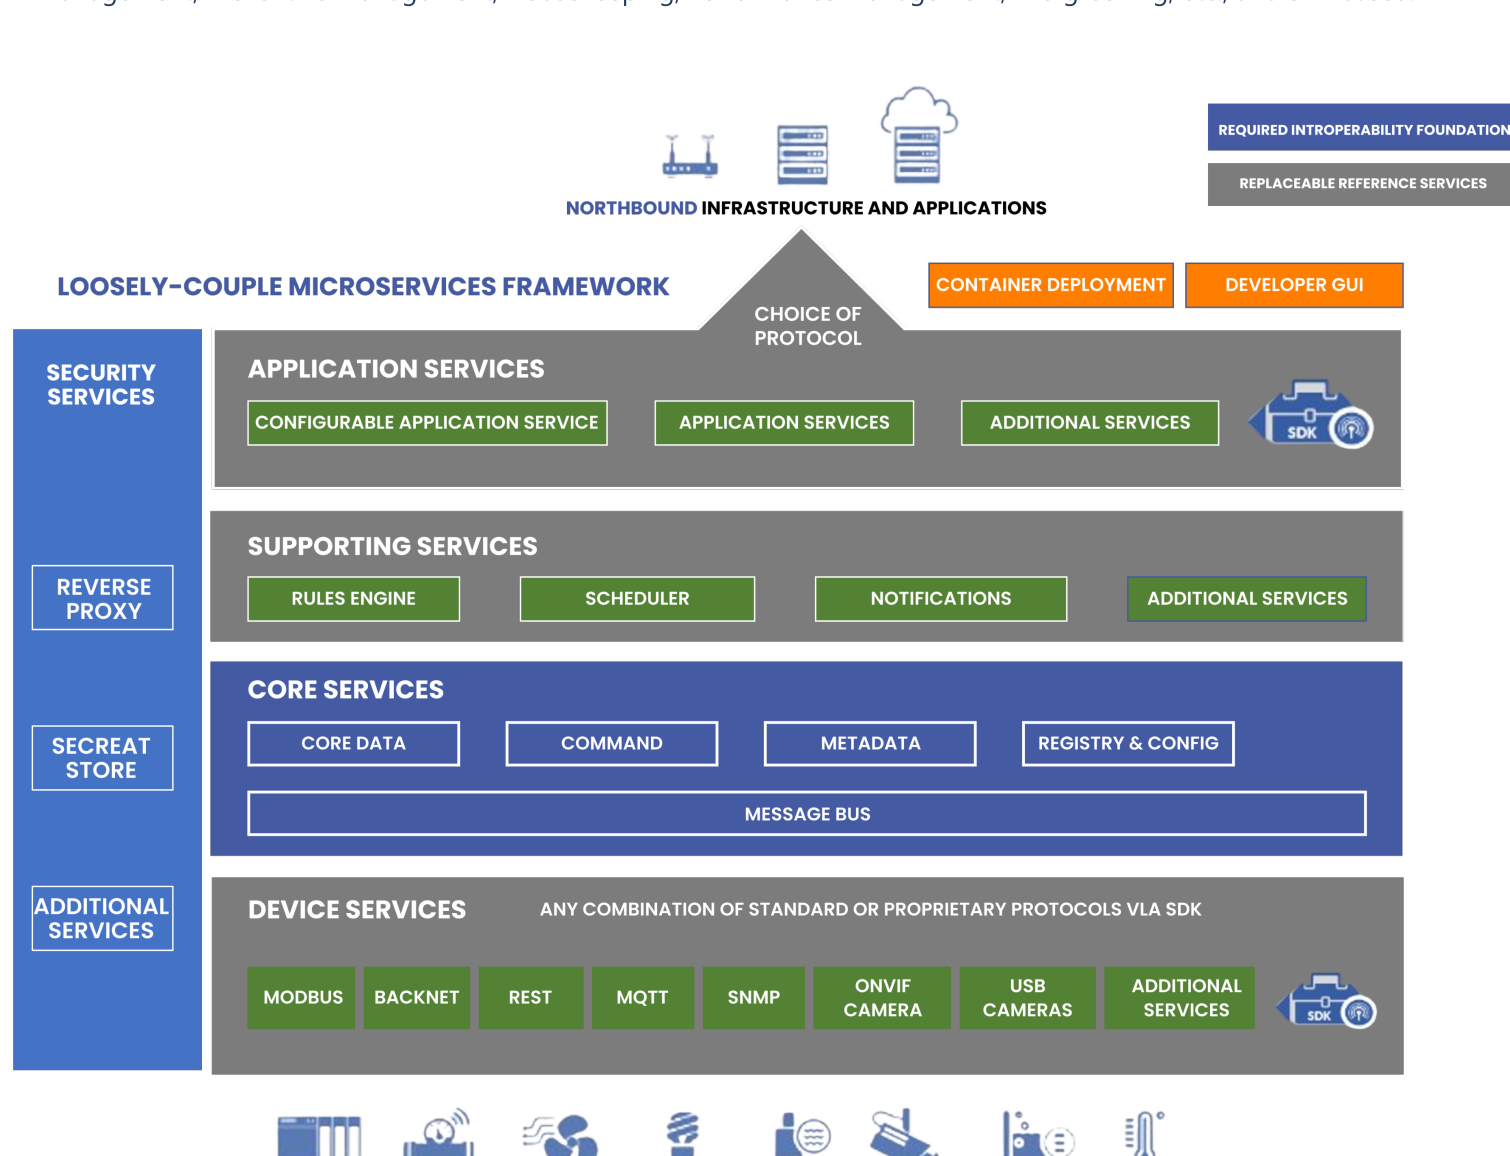 REQUIRED INTROPERABILITY FOUNDATION
REPLACEABLE REFERENCE SERVICES
NORTHBOUND INFRASTRUCTURE AND APPLICATIONS
LOOSELY-COUPLE MICROSERVICES FRAMEWORK
CONTAINER DEPLOYMENT
DEVELOPER GUI
CHOICE OF
PROTOCOL
SECURITY
SERVICES
REVERSE
PROXY
SECREAT
STORE
ADDITIONAL
SERVICES
APPLICATION SERVICES
CONFIGURABLE APPLICATION SERVICE
APPLICATION SERVICES
ADDITIONAL SERVICES
SDK
SUPPORTING SERVICES
RULES ENGINE
SCHEDULER
NOTIFICATIONS
ADDITIONAL SERVICES
CORE SERVICES
CORE DATA
COMMAND
METADATA
REGISTRY & CONFIG
MESSAGE BUS
DEVICE SERVICES
ANY COMBINATION OF STANDARD OR PROPRIETARY PROTOCOLS VLA SDK
MODBUS
BACKNET
REST
MQTT
SNMP
ONVIF
CAMERA
USB
CAMERAS
ADDITIONAL
SERVICES
SDK